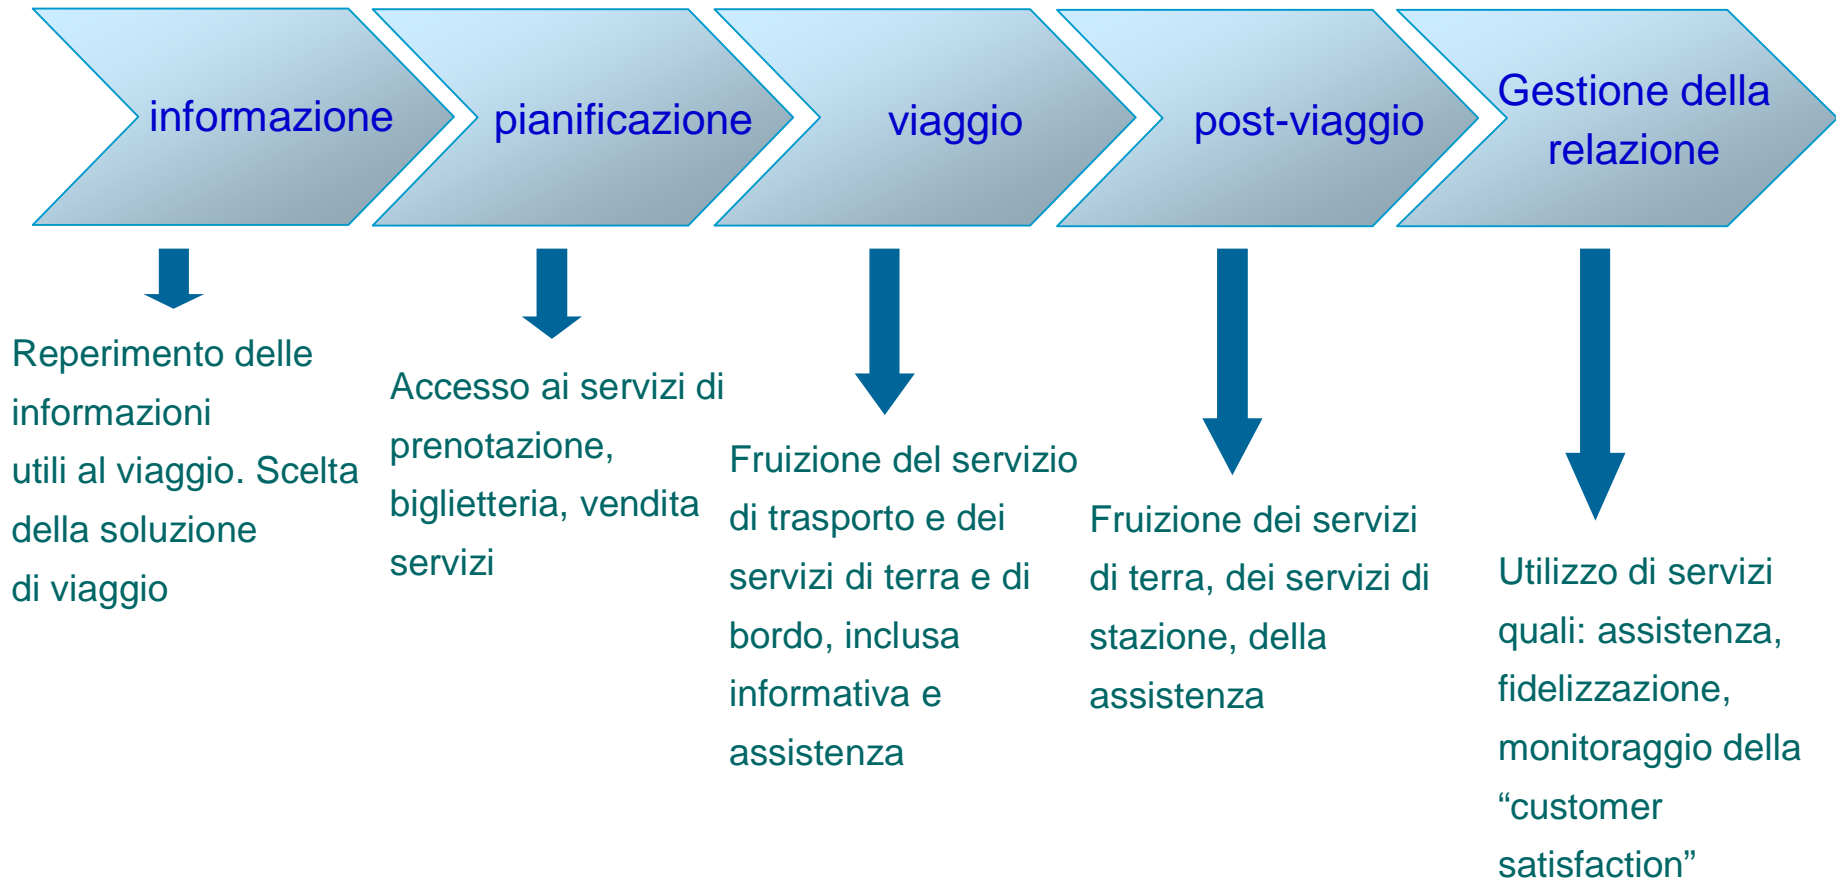 informazione
pianificazione
viaggio
post-viaggio
Gestione della
relazione
Reperimento delle
informazioni
utili al viaggio. Scelta
della soluzione
di viaggio
Accesso ai servizi di
prenotazione,
biglietteria, vendita
servizi
Fruizione del servizio
di trasporto e dei
servizi di terra e di
bordo, inclusa
informativa e
assistenza
Fruizione dei servizi
di terra, dei servizi di
stazione, della
assistenza
Utilizzo di servizi
quali: assistenza,
fidelizzazione,
monitoraggio della
“customer
satisfaction”